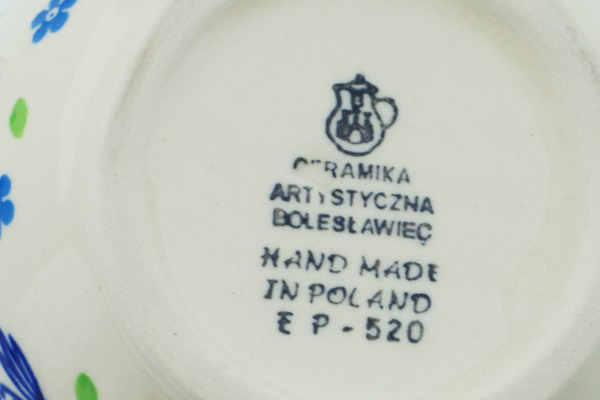 CERAMIKA
ARTYSTYCZNA
BOLESŁAWIEC
HAND MADE
IN POLAND
E P - 520